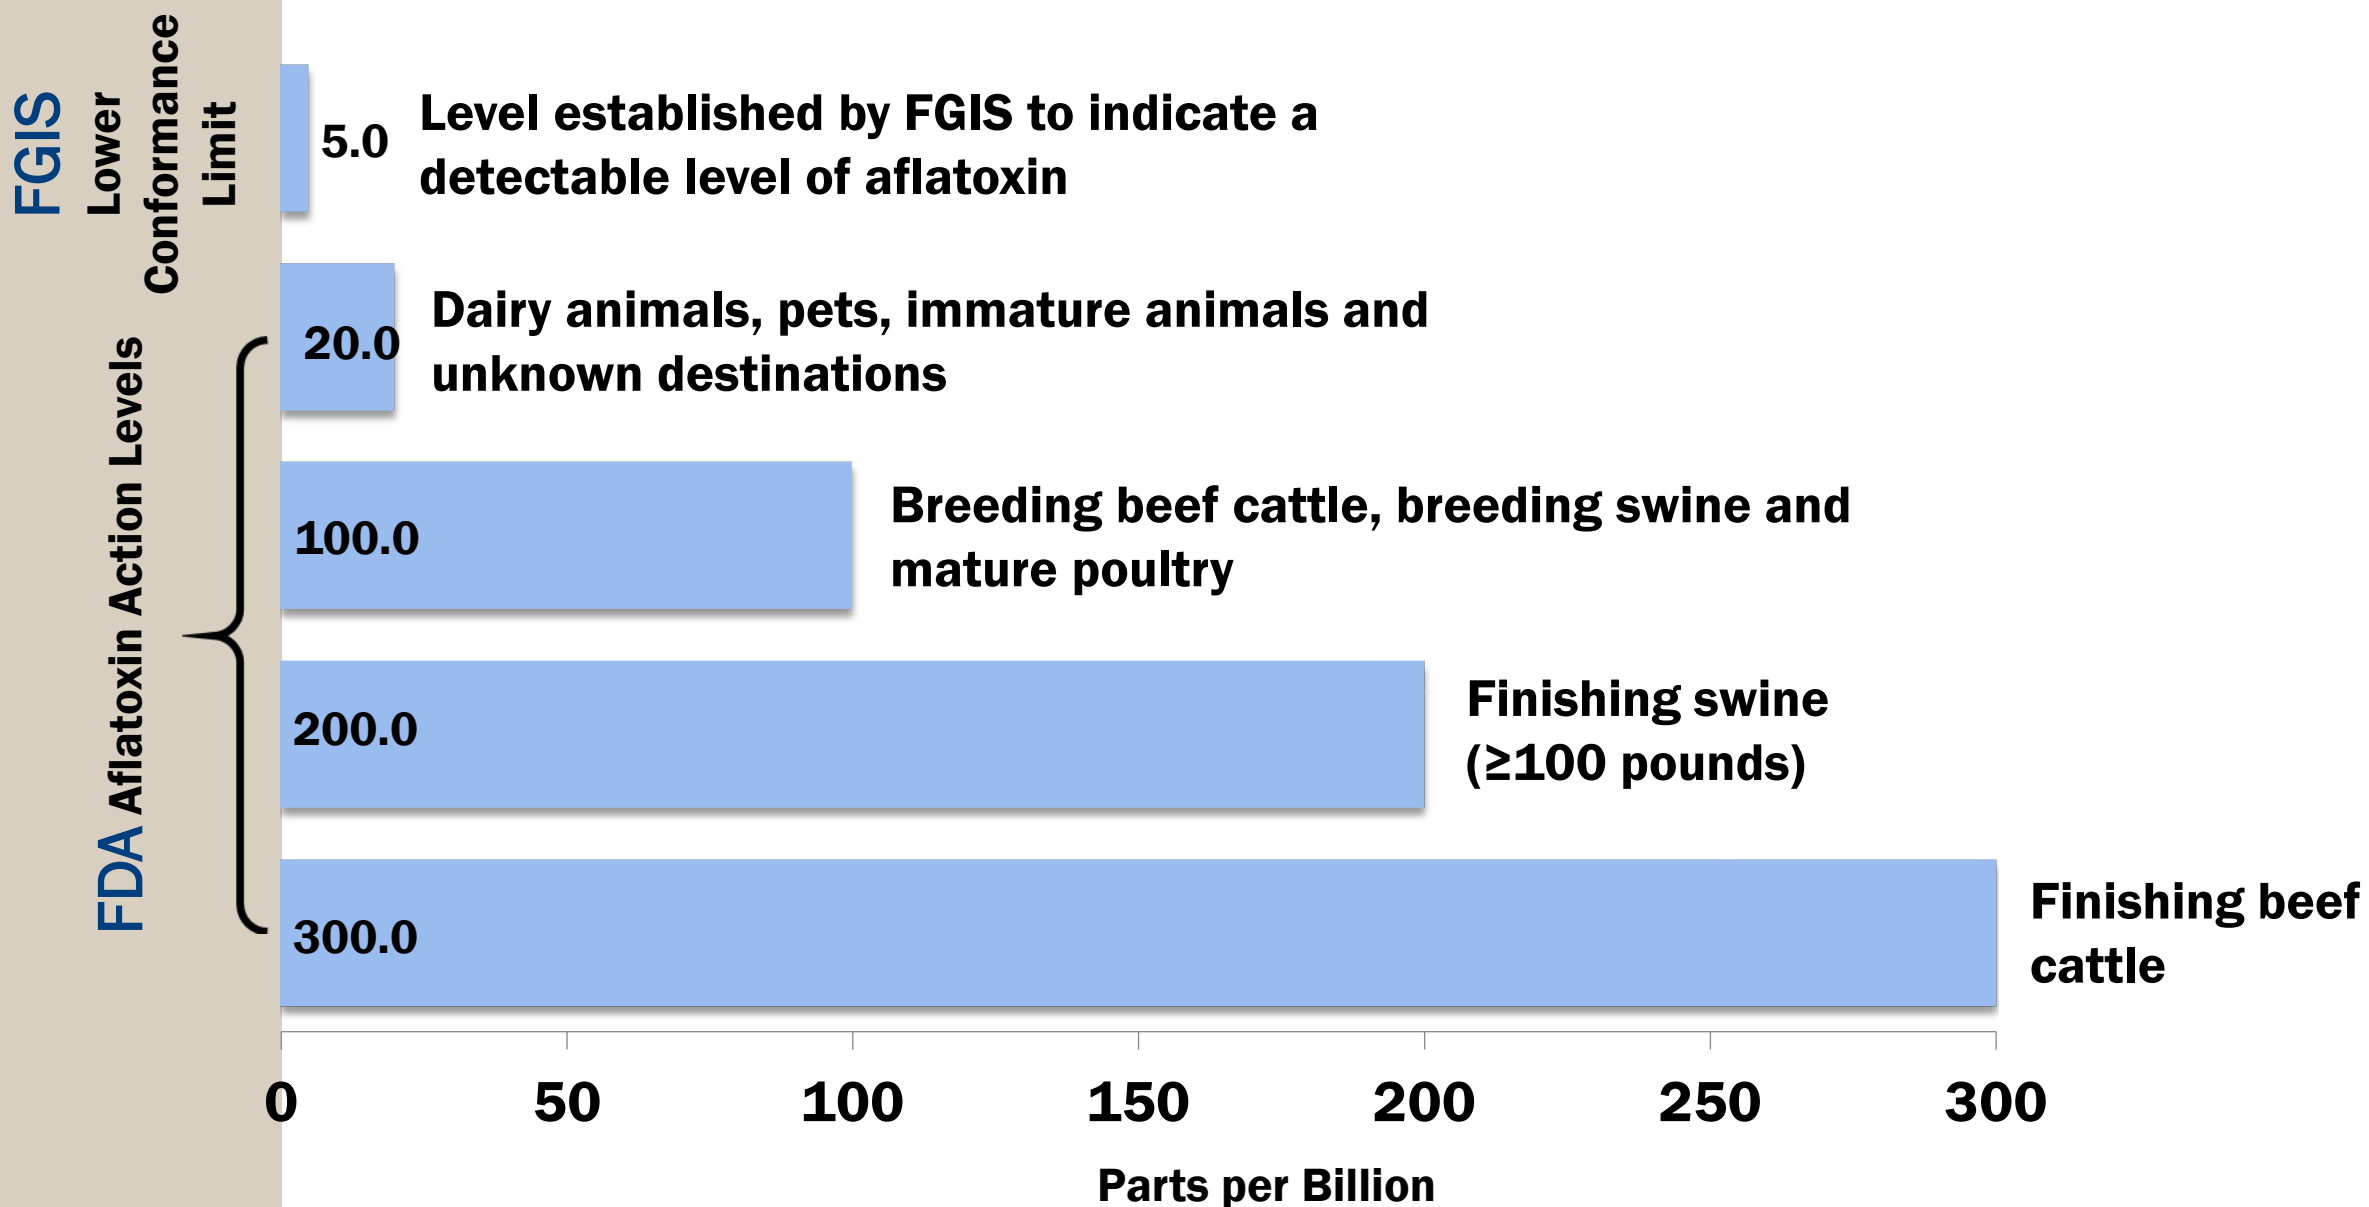 FGIS
Lower
Conformance
Limit
5.0
Level established by FGIS to indicate a
detectable level of aflatoxin
FDA Aflatoxin Action Levels
20.0
Dairy animals, pets, immature animals and
unknown destinations
100.0
Breeding beef cattle, breeding swine and
mature poultry
200.0
Finishing swine
(≥100 pounds)
300.0
Finishing beef
cattle
0 50 100 150 200 250 300
Parts per Billion